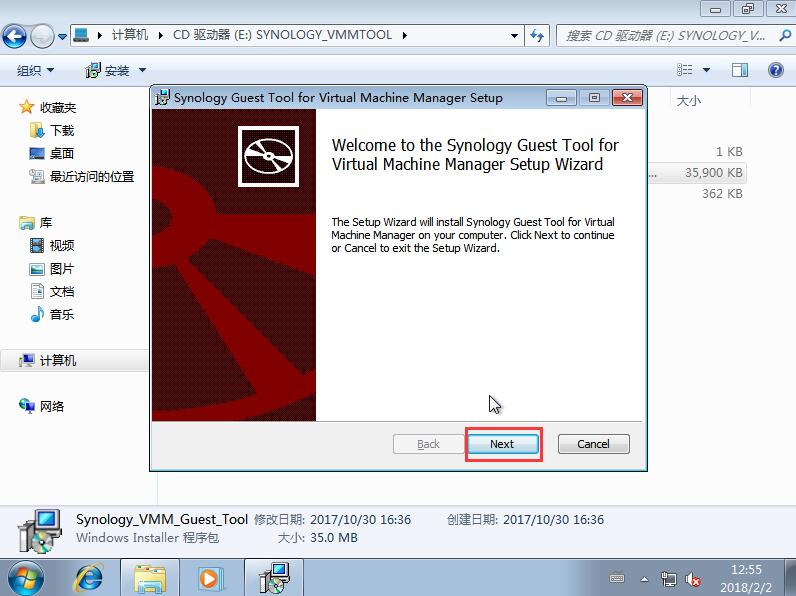 计算机 CD 驱动器 (E:) SYNOLOGY_VMMTOOL
搜索 CD 驱动器 (E:) SYNOLOGY_V...
组织 安装
收藏夹
下载
桌面
最近访问的位置
库
视频
图片
文档
音乐
计算机
网络
大小
1 KB
... 35,900 KB
362 KB
Synology Guest Tool for Virtual Machine Manager Setup
Welcome to the Synology Guest Tool for
Virtual Machine Manager Setup Wizard
The Setup Wizard will install Synology Guest Tool for Virtual
Machine Manager on your computer. Click Next to continue
or Cancel to exit the Setup Wizard.
Back Next Cancel
Synology_VMM_Guest_Tool 修改日期: 2017/10/30 16:36 创建日期: 2017/10/30 16:36
Windows Installer 程序包 大小: 35.0 MB
12:55
2018/2/2